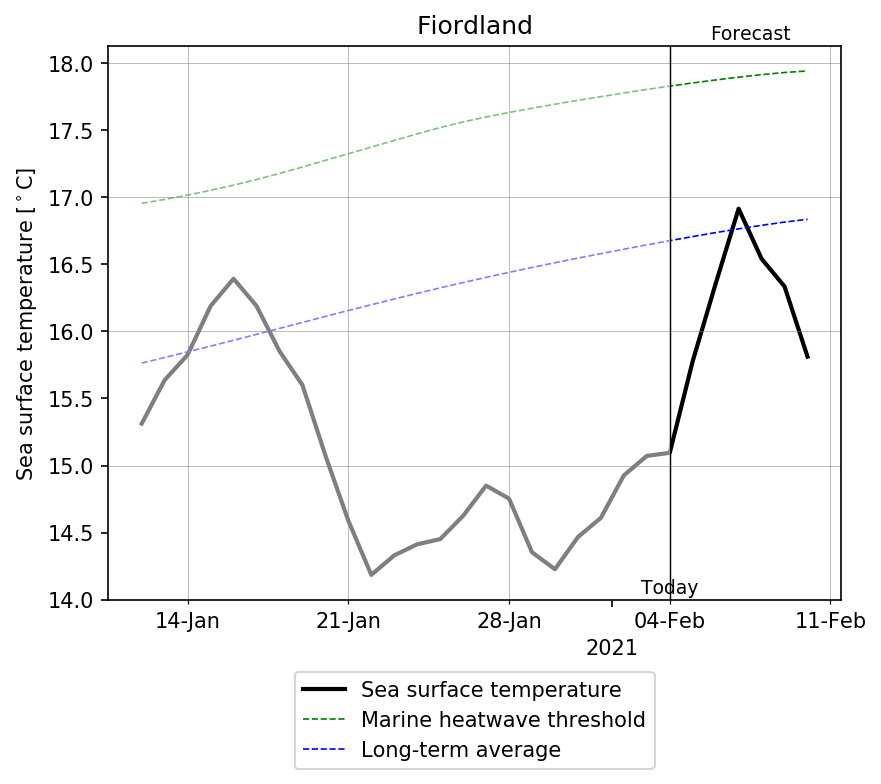 Fiordland
Forecast
18.0
17.5
17.0
16.5
16.0
15.5
15.0
14.5
14.0
Sea surface temperature [°C]
Today
14-Jan 21-Jan 28-Jan 04-Feb 11-Feb
2021
Sea surface temperature
Marine heatwave threshold
Long-term average